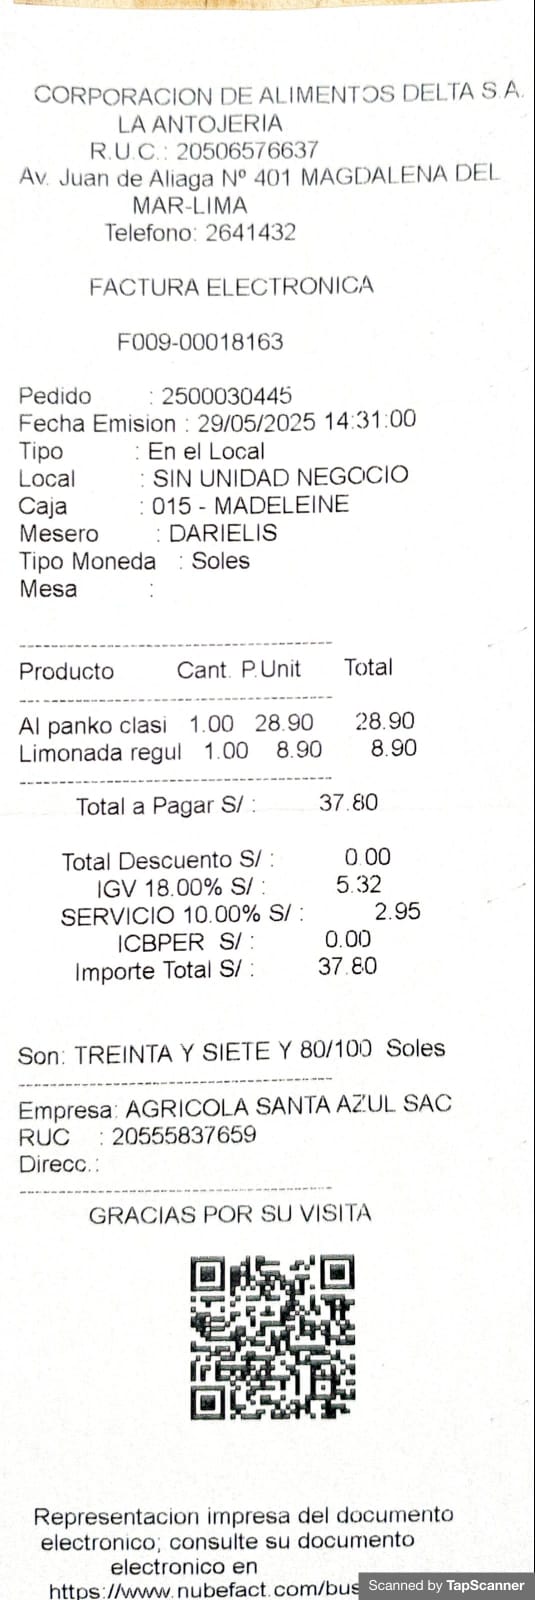 CORPORACION DE ALIMENTOS DELTA S.A.
LA ANTOJERIA
R.U.C.: 20506576637
Av. Juan de Aliaga Nº 401 MAGDALENA DEL
MAR-LIMA
Telefono: 2641432
FACTURA ELECTRONICA
F009-00018163
Pedido : 2500030445
Fecha Emision : 29/05/2025 14:31:00
Tipo : En el Local
Local : SIN UNIDAD NEGOCIO
Caja : 015 - MADELEINE
Mesero : DARIELIS
Tipo Moneda : Soles
Mesa :
Producto Cant. P.Unit Total
Al panko clasi 1.00 28.90 28.90
Limonada regul 1.00 8.90 8.90
Total a Pagar S/ : 37.80
Total Descuento S/ : 0.00
IGV 18.00% S/ : 5.32
SERVICIO 10.00% S/ : 2.95
ICBPER S/ : 0.00
Importe Total S/ : 37.80
Son: TREINTA Y SIETE Y 80/100 Soles
Empresa: AGRICOLA SANTA AZUL SAC
RUC : 20555837659
Direcc.:
GRACIAS POR SU VISITA
Representacion impresa del documento
electronico; consulte su documento
electronico en
https://www.nubefact.com/bus
Scanned by TapScanner